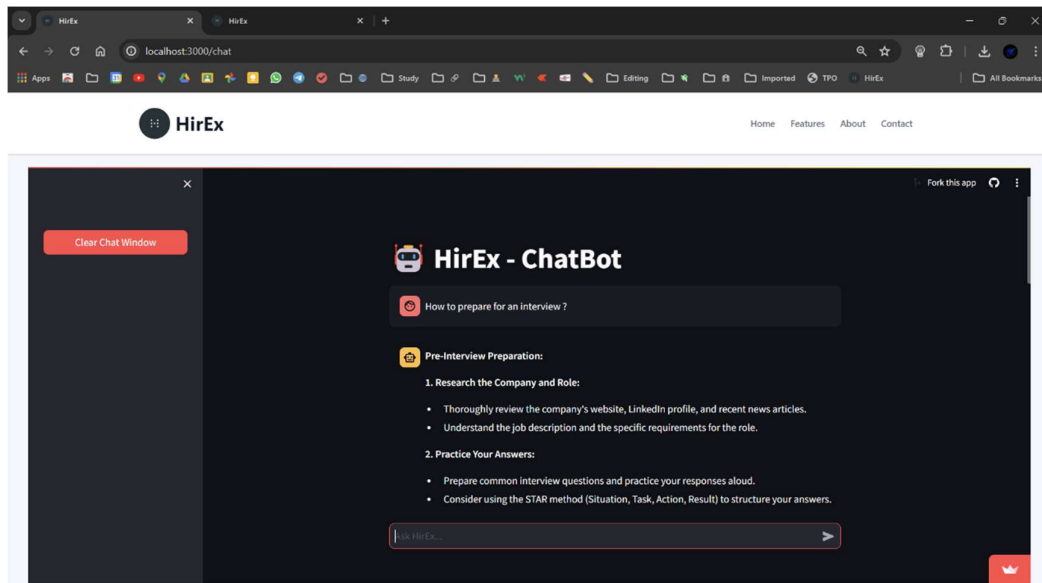 HirEx
HirEx
localhost:3000/chat
Apps
Study
Editing
Imported
TPO
HirEx
All Bookmarks
HirEx
Home Features About Contact
Fork this app
Clear Chat Window
HirEx - ChatBot
How to prepare for an interview ?
Pre-Interview Preparation:
1. Research the Company and Role:
• Thoroughly review the company's website, LinkedIn profile, and recent news articles.
• Understand the job description and the specific requirements for the role.
2. Practice Your Answers:
• Prepare common interview questions and practice your responses aloud.
• Consider using the STAR method (Situation, Task, Action, Result) to structure your answers.
Ask HirEx...